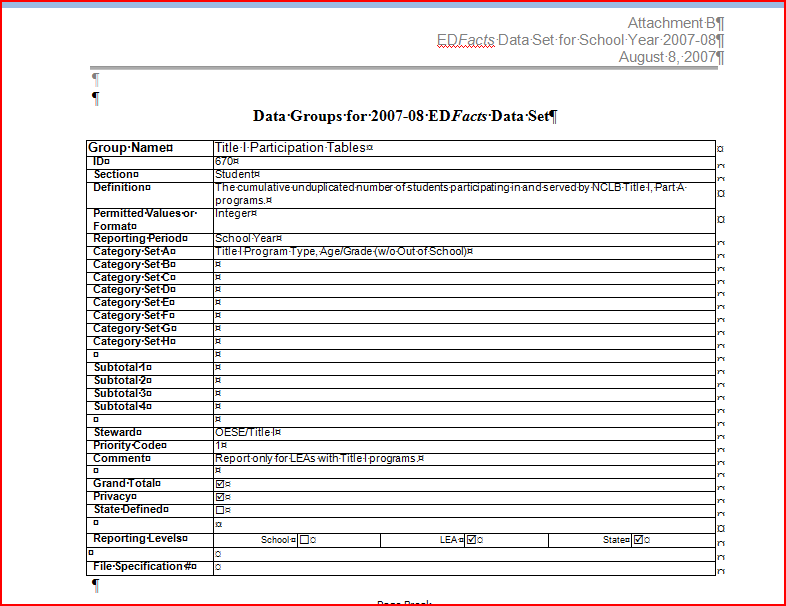 Attachment B¶
EDFacts·Data·Set·for·School·Year·2007-08¶
August·8,·2007¶
¶
¶
Data·Groups·for·2007-08·EDFacts·Data·Set¶
Group·Name¤ Title·I·Participation·Tables¤ ¤
ID¤ 670¤
Section¤ Student¤
Definition¤ The·cumulative·unduplicated·number·of·students·participating·in·and·served·by·NCLB·Title·I,·Part·A· ¤
programs.¤
Permitted·Values·or· Integer¤ ¤
Format¤
Reporting·Period¤ School·Year¤
Category·Set·A¤ Title·I·Program·Type,·Age/Grade·(w/o·Out·of·School)¤
Category·Set·B¤ ¤
Category·Set·C¤ ¤
Category·Set·D¤ ¤
Category·Set·E¤ ¤
Category·Set·F¤ ¤
Category·Set·G¤ ¤
Category·Set·H¤ ¤
¤ ¤
Subtotal·1¤ ¤
Subtotal·2¤ ¤
Subtotal·3¤ ¤
Subtotal·4¤ ¤
¤ ¤
Steward¤ OESE/Title·I¤
Priority·Code¤ 1¤
Comment¤ Report·only·for·LEAs·with·Title·I·programs.¤
¤ ¤
Grand·Total¤ ☑¤
Privacy¤ ☑¤
State·Defined¤ ☐¤
¤ ¤ ¤
Reporting·Levels¤ School·¤ ☐¤ LEA·¤ ☑¤ State¤ ☑¤
¤ ¤
File·Specification·#¤ ¤
¶
Page Break